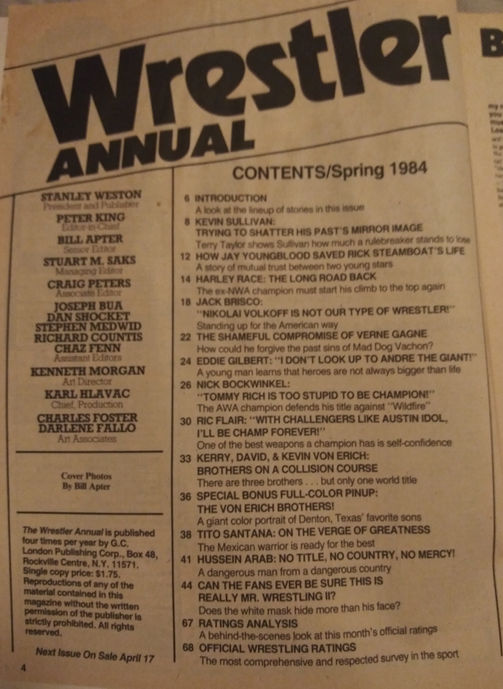 Wrestler
ANNUAL
CONTENTS/Spring 1984
STANLEY WESTON
President and Publisher
PETER KING
Editor-in-Chief
BILL APTER
Senior Editor
STUART M. SAKS
Managing Editor
CRAIG PETERS
Associate Editor
JOSEPH BUA
DAN SHOCKET
STEPHEN MEDWID
RICHARD COUNTIS
CHAZ FENN
Assistant Editors
KENNETH MORGAN
Art Director
KARL HLAVAC
Chief, Production
CHARLES FOSTER
DARLENE FALLO
Art Associates
Cover Photos
By Bill Apter
The Wrestler Annual is published
four times per year by G.C.
London Publishing Corp., Box 48,
Rockville Centre, N.Y. 11571.
Single copy price: $1.75.
Reproductions of any of the
material contained in this
magazine without the written
permission of the publisher is
strictly prohibited. All rights
reserved.
Next Issue On Sale April 17
4
6 INTRODUCTION
A look at the lineup of stories in this issue
8 KEVIN SULLIVAN:
TRYING TO SHATTER HIS PAST'S MIRROR IMAGE
Terry Taylor shows Sullivan how much a rulebreaker stands to lose
12 HOW JAY YOUNGBLOOD SAVED RICK STEAMBOAT'S LIFE
A story of mutual trust between two young stars
14 HARLEY RACE: THE LONG ROAD BACK
The ex-NWA champion must start his climb to the top again
18 JACK BRISCO:
"NIKOLAI VOLKOFF IS NOT OUR TYPE OF WRESTLER!"
Standing up for the American way
22 THE SHAMEFUL COMPROMISE OF VERNE GAGNE
How could he forgive the past sins of Mad Dog Vachon?
24 EDDIE GILBERT: "I DON'T LOOK UP TO ANDRE THE GIANT!"
A young man learns that heroes are not always bigger than life
26 NICK BOCKWINKEL:
"TOMMY RICH IS TOO STUPID TO BE CHAMPION!"
The AWA champion defends his title against "Wildfire"
30 RIC FLAIR: "WITH CHALLENGERS LIKE AUSTIN IDOL,
I'LL BE CHAMP FOREVER!"
One of the best weapons a champion has is self-confidence
33 KERRY, DAVID, & KEVIN VON ERICH:
BROTHERS ON A COLLISION COURSE
There are three brothers . . . but only one world title
36 SPECIAL BONUS FULL-COLOR PINUP:
THE VON ERICH BROTHERS!
A giant color portrait of Denton, Texas' favorite sons
38 TITO SANTANA: ON THE VERGE OF GREATNESS
The Mexican warrior is ready for the best
41 HUSSEIN ARAB: NO TITLE, NO COUNTRY, NO MERCY!
A dangerous man from a dangerous country
44 CAN THE FANS EVER BE SURE THIS IS
REALLY MR. WRESTLING II?
Does the white mask hide more than his face?
67 RATINGS ANALYSIS
A behind-the-scenes look at this month's official ratings
68 OFFICIAL WRESTLING RATINGS
The most comprehensive and respected survey in the sport